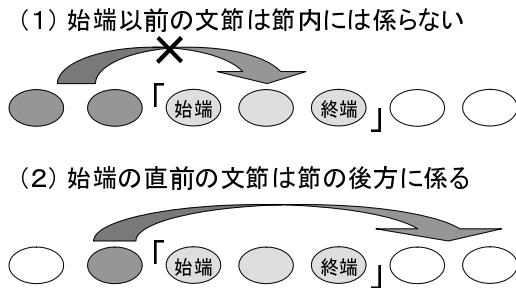 （１）始端以前の文節は節内には係らない
「始端 終端」
（２）始端の直前の文節は節の後方に係る
「始端 終端」